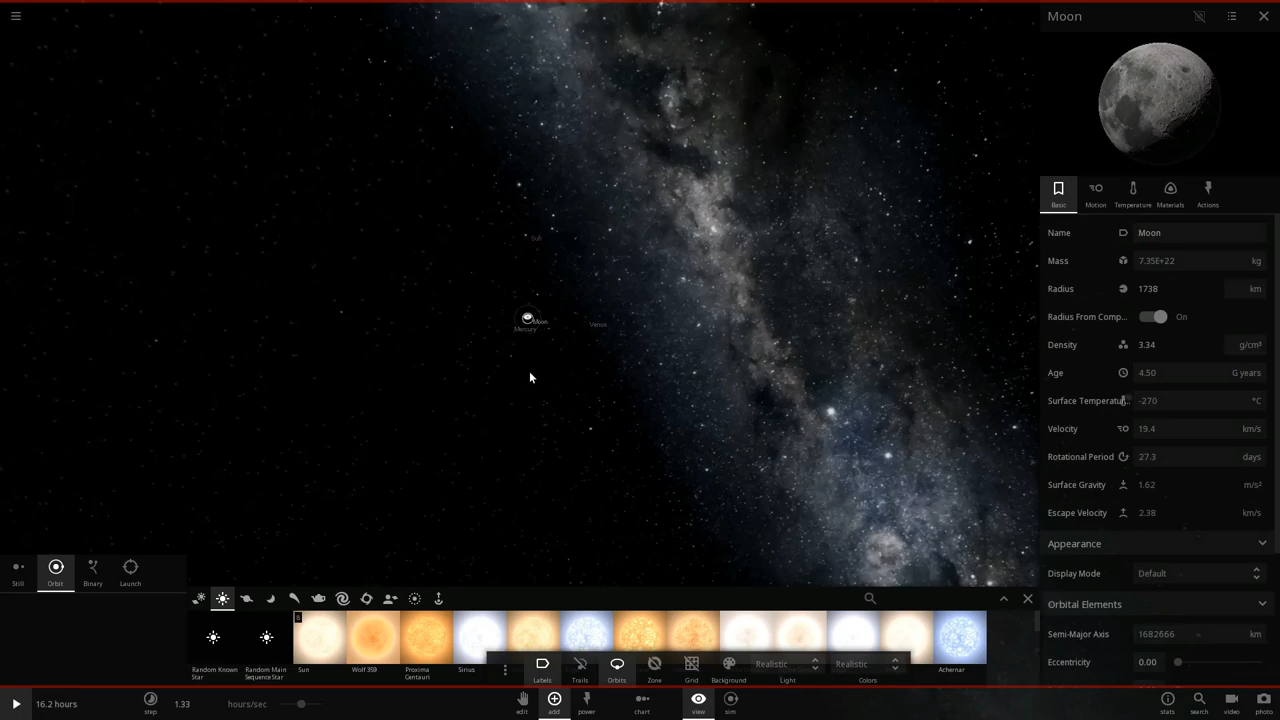 Moon
Basic
Motion
Temperature
Materials
Actions
Name Moon
Mass 7.35E+22 kg
Radius 1738 km
Radius From Comp... On
Density 3.34 g/cm³
Age 4.50 G years
Surface Temperatu... -270 °C
Velocity 19.4 km/s
Rotational Period 27.3 days
Surface Gravity 1.62 m/s²
Escape Velocity 2.38 km/s
Appearance
Display Mode Default
Orbital Elements
Semi-Major Axis 1682666 km
Eccentricity 0.00
Sun
Moon
Mercury
Venus
Still
Orbit
Binary
Launch
Random Known Star
Random Main Sequence Star
Sun
Wolf 359
Proxima Centauri
Sirius
Achernar
Labels
Trails
Orbits
Zone
Grid
Background
Realistic
Light
Realistic
Colors
16.2 hours
step
1.33 hours/sec
edit
add
power
chart
view
sim
stats
search
video
photo